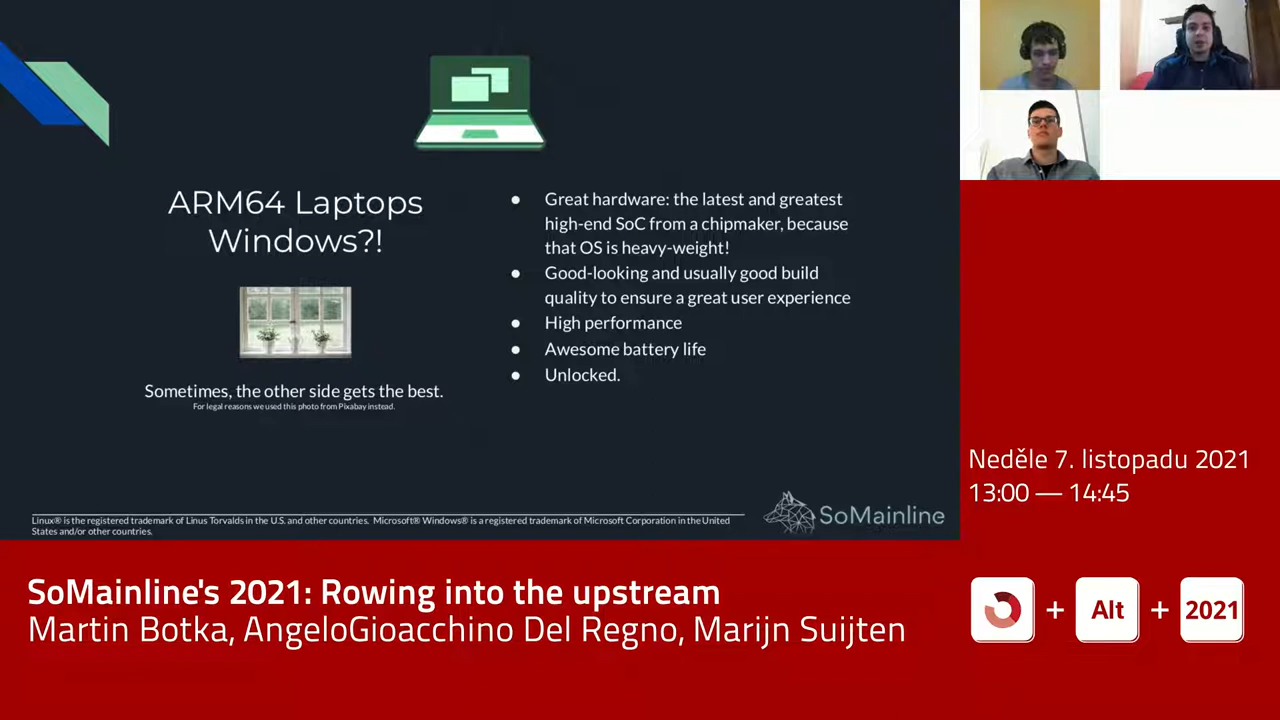 ARM64 Laptops
Windows?!
Sometimes, the other side gets the best.
For legal reasons we used this photo from Pixabay instead.
● Great hardware: the latest and greatest
high-end SoC from a chipmaker, because
that OS is heavy-weight!
● Good-looking and usually good build
quality to ensure a great user experience
● High performance
● Awesome battery life
● Unlocked.
Linux® is the registered trademark of Linus Torvalds in the U.S. and other countries. Microsoft® Windows® is a registered trademark of Microsoft Corporation in the United
States and/or other countries.
SoMainline
Neděle 7. listopadu 2021
13:00 — 14:45
SoMainline's 2021: Rowing into the upstream
Martin Botka, AngeloGioacchino Del Regno, Marijn Suijten
+ Alt + 2021